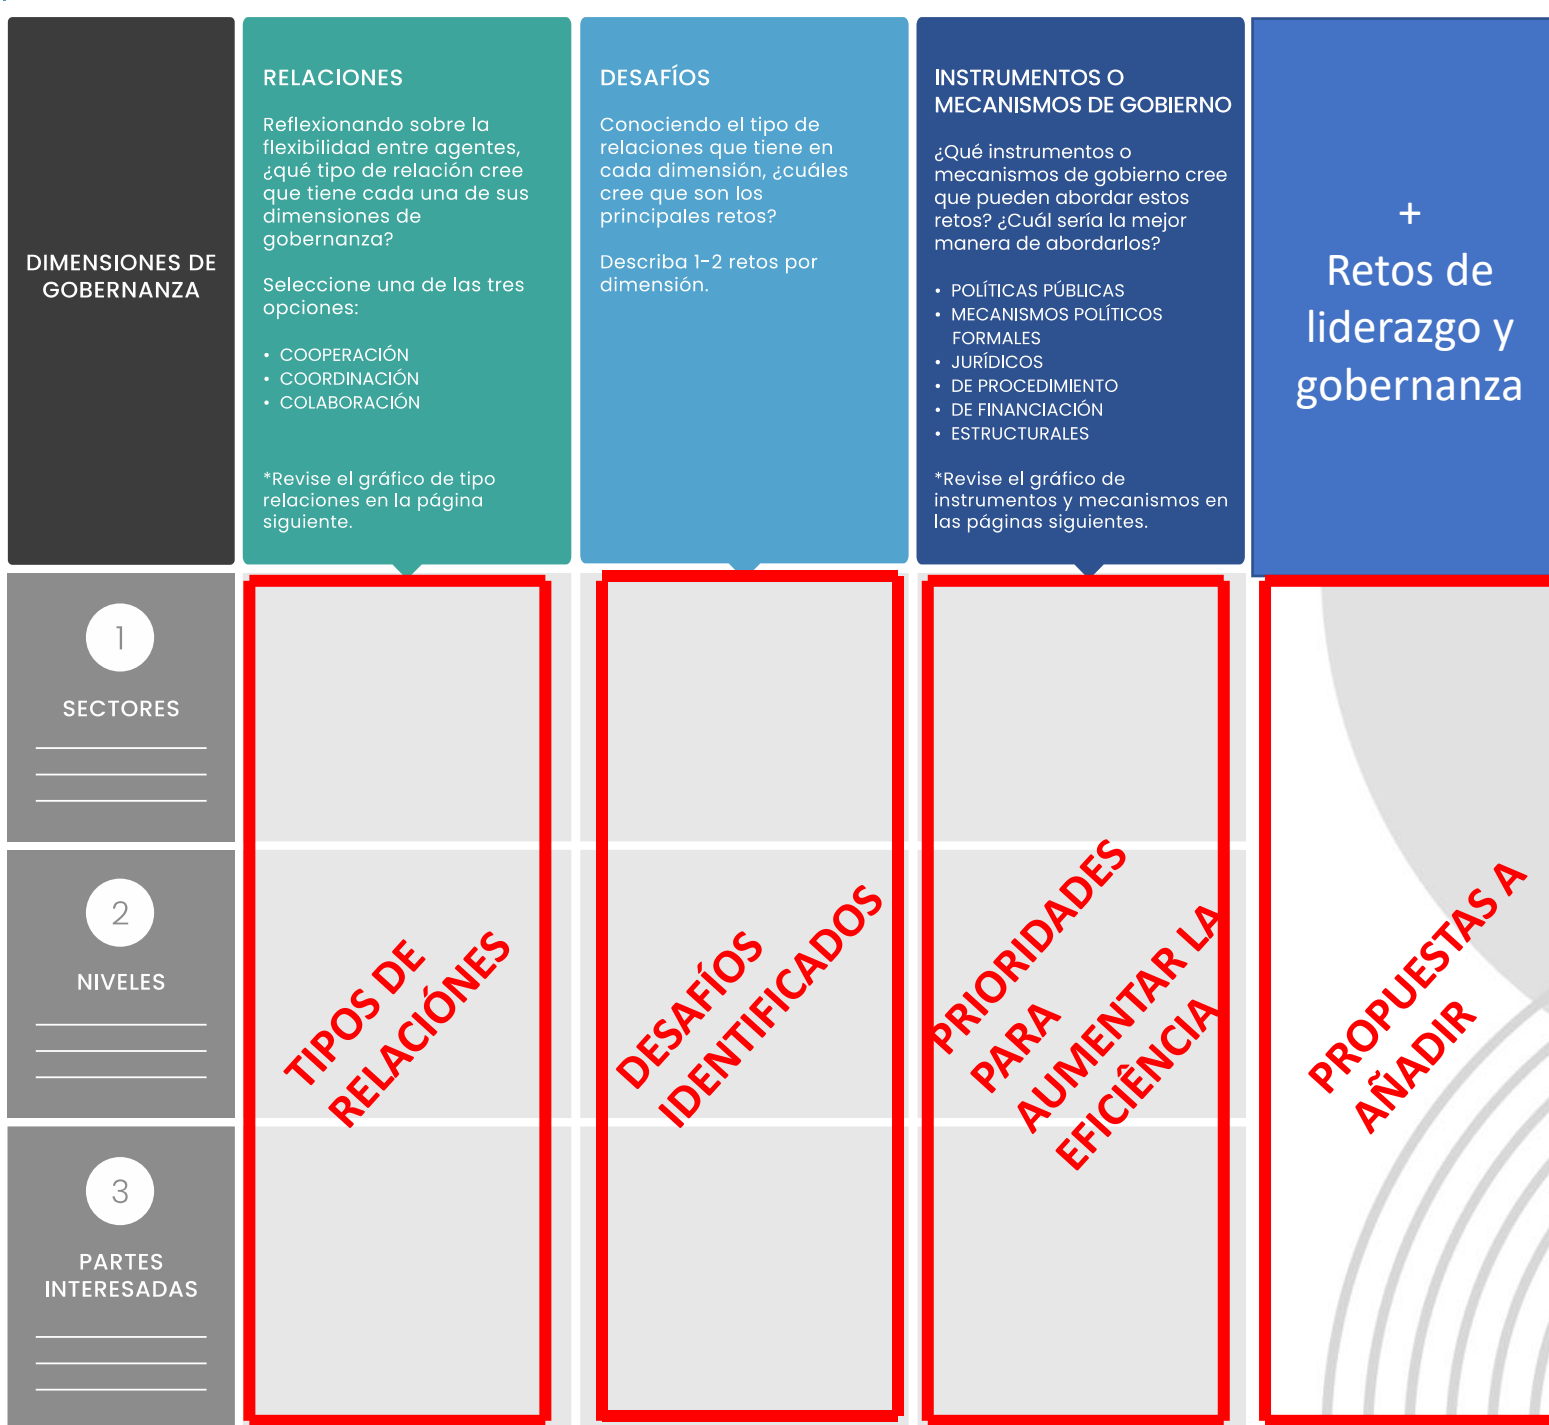 DIMENSIONES DE
GOBERNANZA
RELACIONES
Reflexionando sobre la
flexibilidad entre agentes,
¿qué tipo de relación cree
que tiene cada una de sus
dimensiones de
gobernanza?
Seleccione una de las tres
opciones:
• COOPERACIÓN
• COORDINACIÓN
• COLABORACIÓN
*Revise el gráfico de tipo
relaciones en la página
siguiente.
DESAFÍOS
Conociendo el tipo de
relaciones que tiene en
cada dimensión, ¿cuáles
cree que son los
principales retos?
Describa 1-2 retos por
dimensión.
INSTRUMENTOS O
MECANISMOS DE GOBIERNO
¿Qué instrumentos o
mecanismos de gobierno cree
que pueden abordar estos
retos? ¿Cuál sería la mejor
manera de abordarlos?
• POLÍTICAS PÚBLICAS
• MECANISMOS POLÍTICOS
FORMALES
• JURÍDICOS
• DE PROCEDIMIENTO
• DE FINANCIACIÓN
• ESTRUCTURALES
*Revise el gráfico de
instrumentos y mecanismos en
las páginas siguientes.
+
Retos de
liderazgo y
gobernanza
1
SECTORES
2
NIVELES
3
PARTES
INTERESADAS
TIPOS DE
RELACIÓNES
DESAFÍOS
IDENTIFICADOS
PRIORIDADES
PARA
AUMENTAR LA
EFICIÊNCIA
PROPUESTAS A
AÑADIR